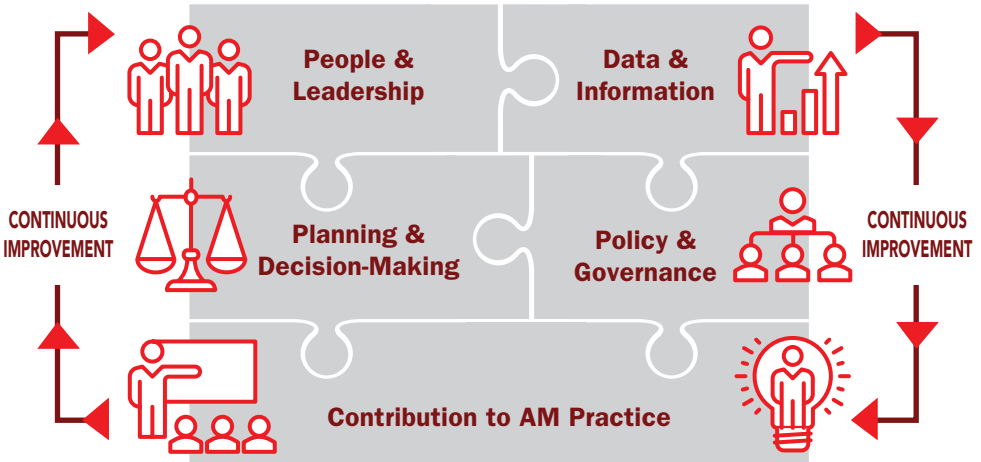 People &
Leadership
Data &
Information
CONTINUOUS
IMPROVEMENT
Planning &
Decision-Making
Policy &
Governance
CONTINUOUS
IMPROVEMENT
Contribution to AM Practice